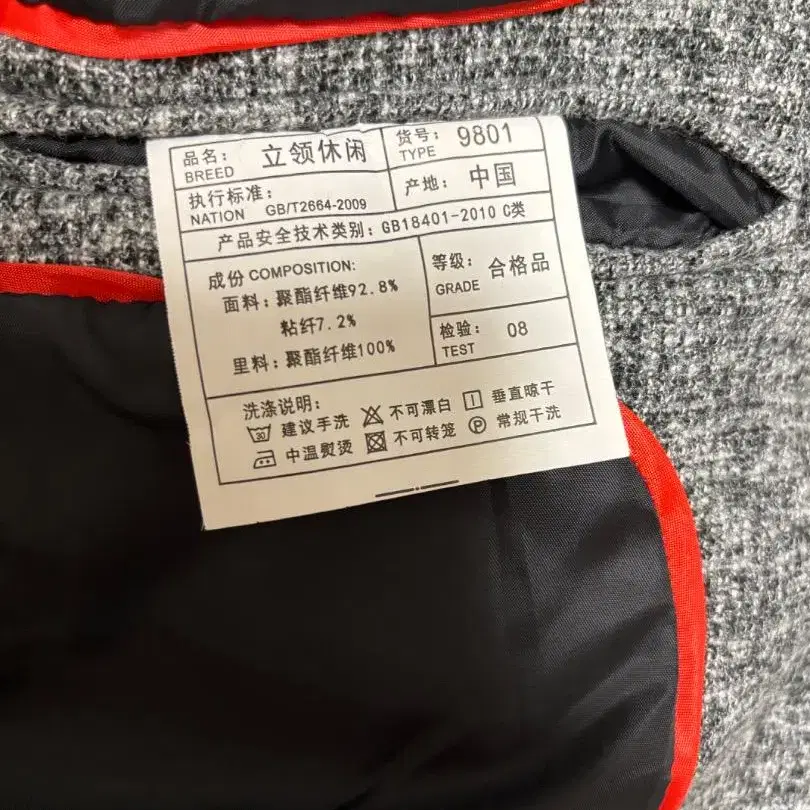 品名： 立领休闲 货号： 9801
BREED TYPE
执行标准： 产地： 中国
NATION GB/T2664-2009
产品安全技术类别：GB18401-2010 C类
成份 COMPOSITION:
面料：聚酯纤维92.8%
粘纤7.2%
里料：聚酯纤维100%
等级： 合格品
GRADE
检验： 08
TEST
洗涤说明：
30 建议手洗 不可漂白 垂直晾干
中温熨烫 不可转笼 P 常规干洗